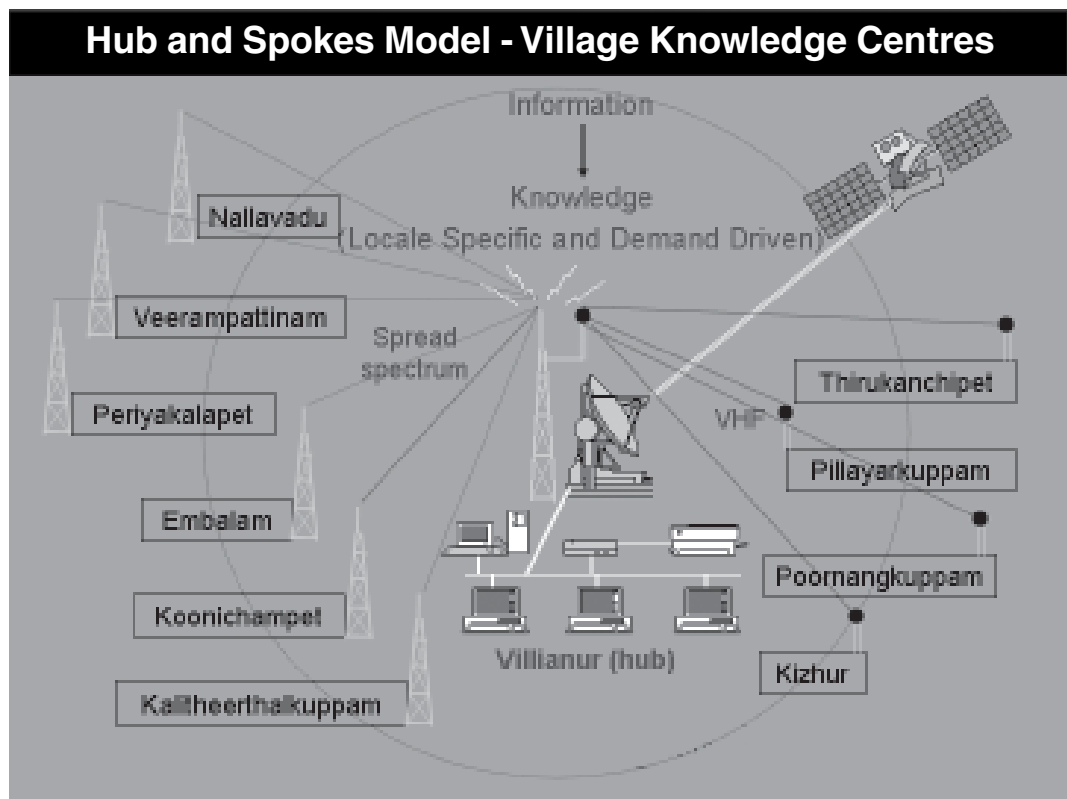 Hub and Spokes Model - Village Knowledge Centres
Information
Knowledge
(Locale Specific and Demand Driven)
Nallavadu
Veerampattinam
Spread
spectrum
Periyakalapet
Embalam
Koonichampet
Kalitheerthalkuppam
Thirukanchipet
VHF
Pillayarkuppam
Poornangkuppam
Kizhur
Villianur (hub)